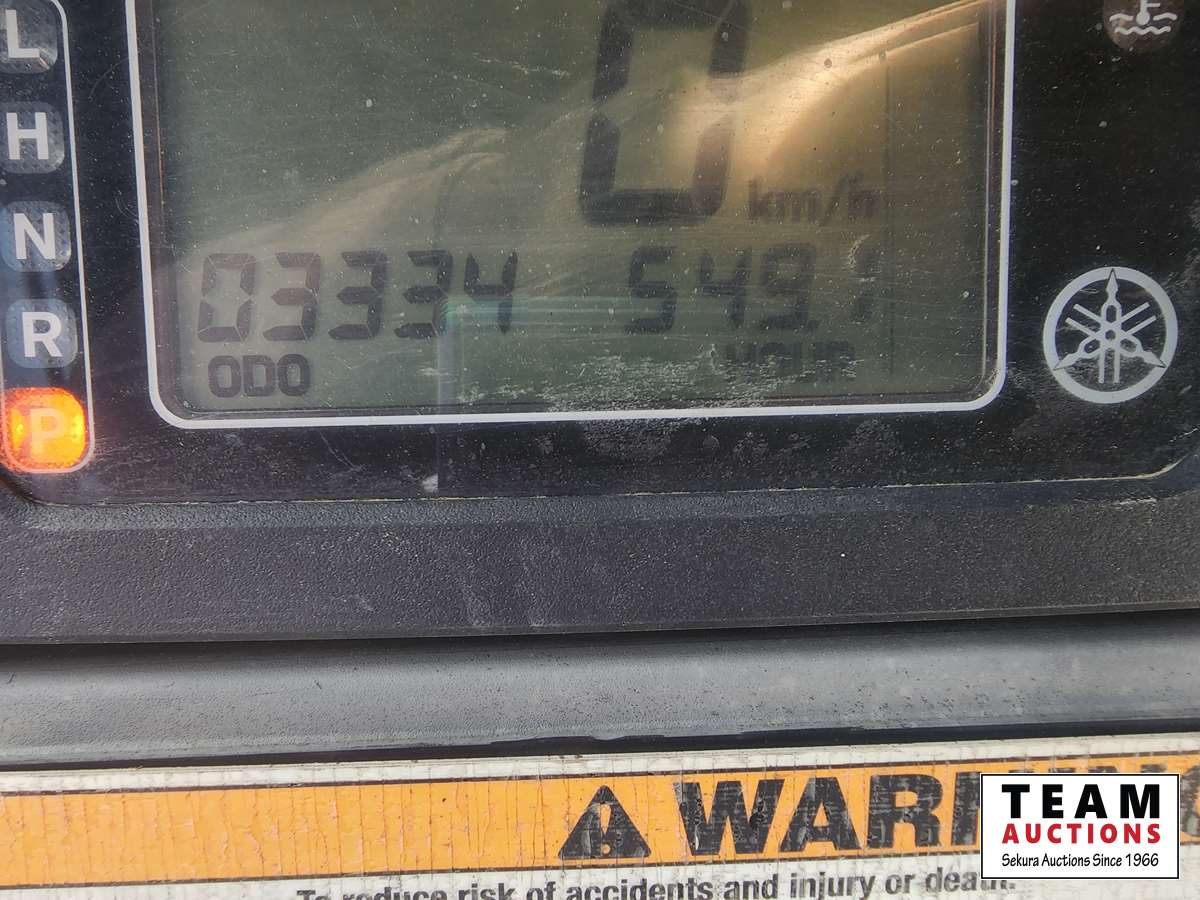 L
H
N
R
P
0
km/h
03334 549.1
ODO HOUR
WARN
To reduce risk of accidents and injury or death.
TEAM
AUCTIONS
Sekura Auctions Since 1966